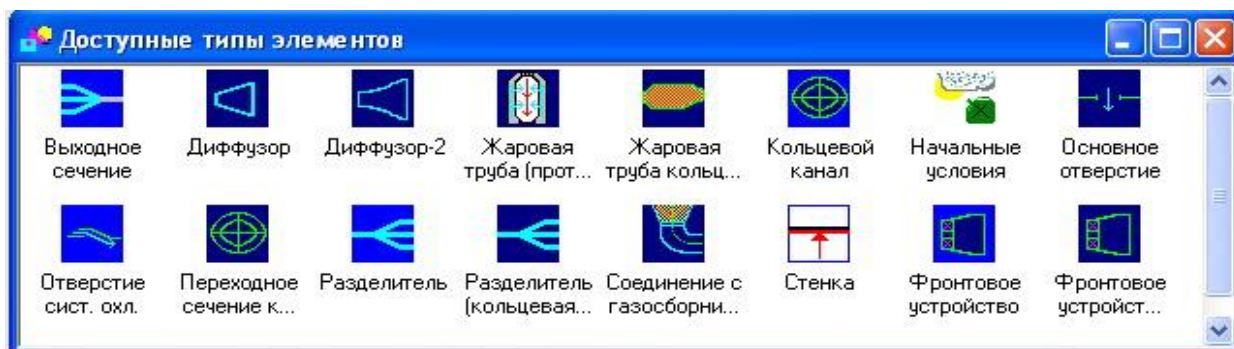 Доступные типы элементов
Выходное сечение
Диффузор
Диффузор-2
Жаровая труба (прот...
Жаровая труба кольц...
Кольцевой канал
Начальные условия
Основное отверстие
Отверстие сист. охл.
Переходное сечение к...
Разделитель
Разделитель (кольцевая...
Соединение с газосборни...
Стенка
Фронтовое устройство
Фронтовое устройст...